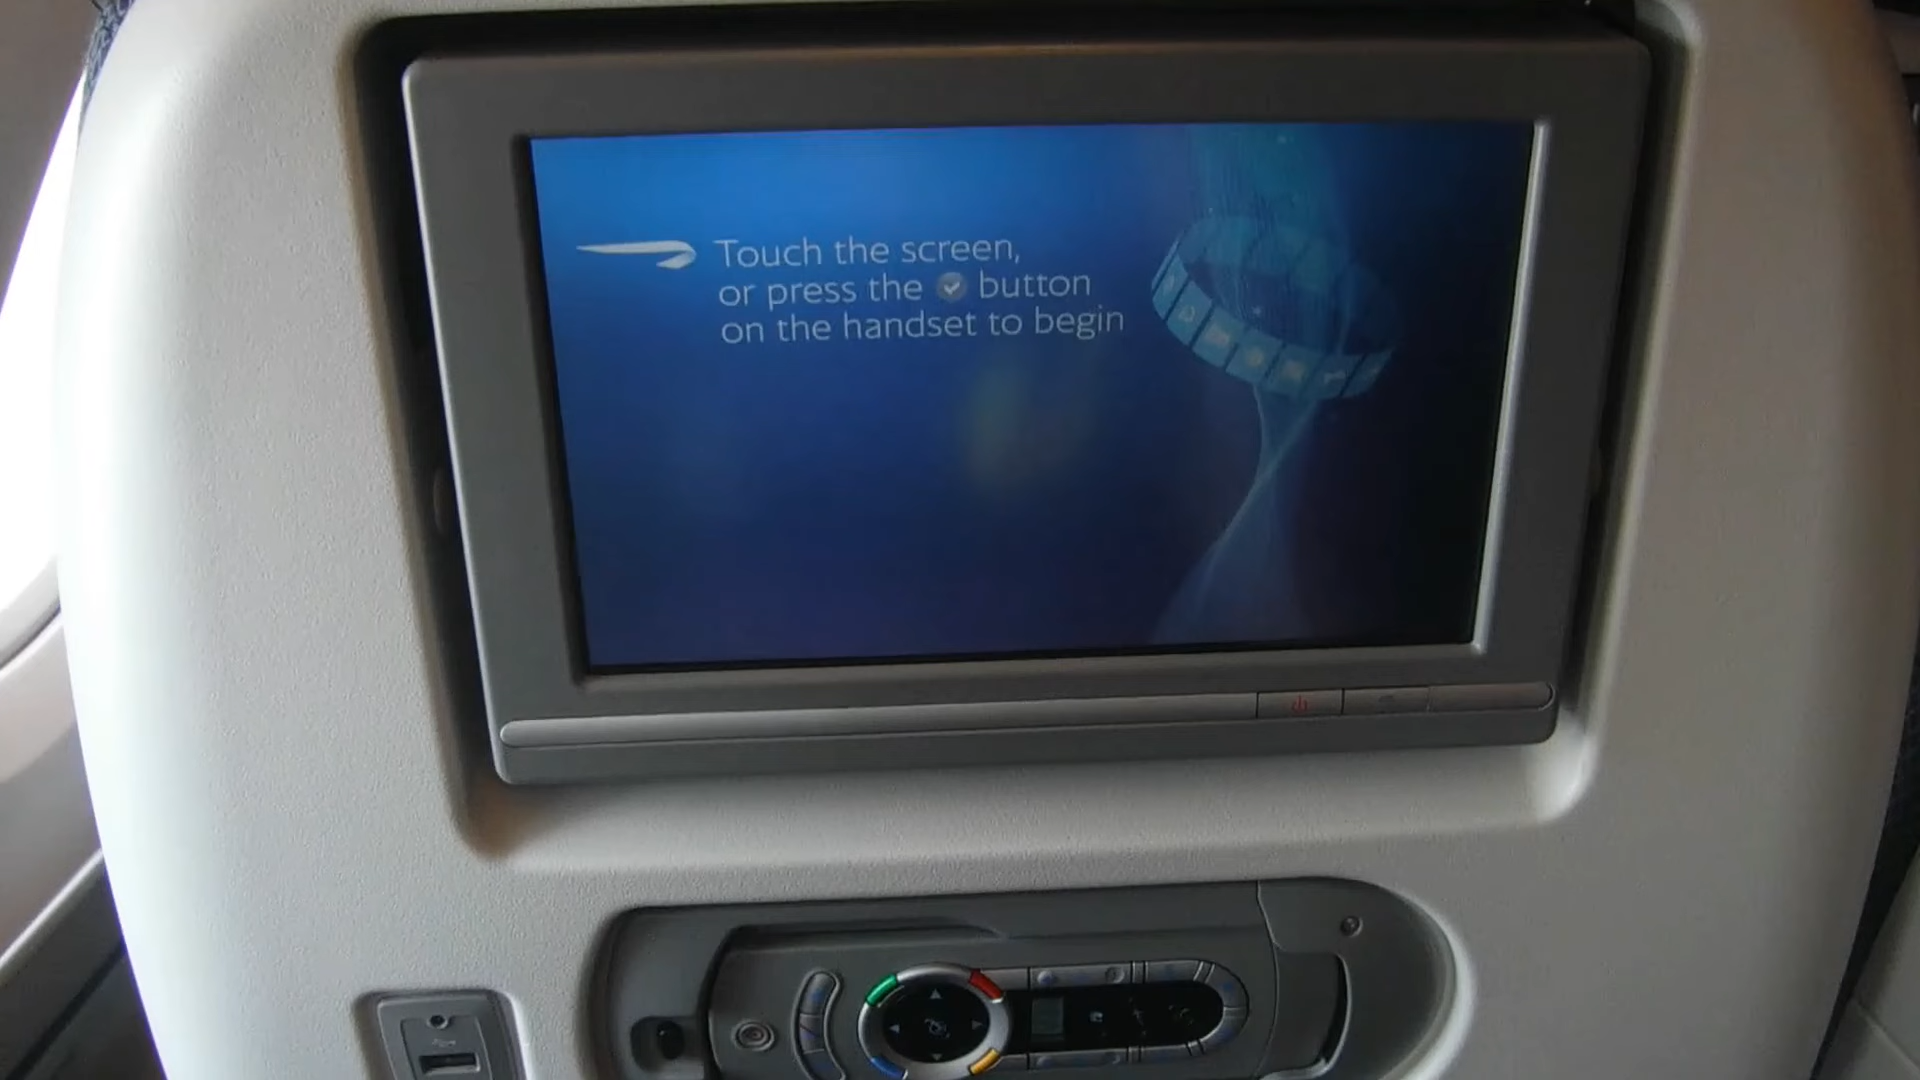 Touch the screen,
or press the button
on the handset to begin